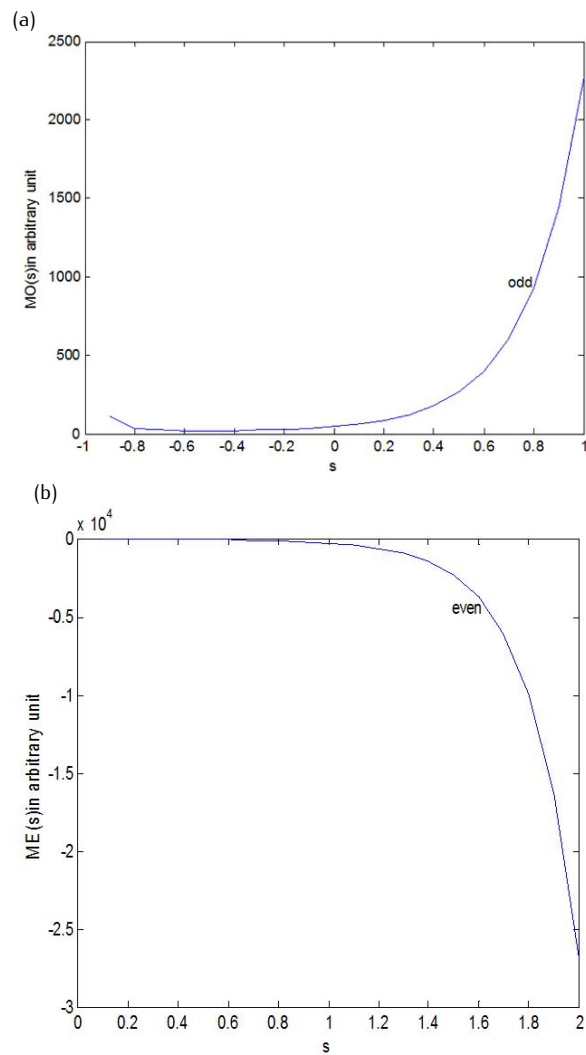 (a)
2500
2000
1500
1000
500
0
MO(s)in arbitrary unit
odd
-1 -0.8 -0.6 -0.4 -0.2 0 0.2 0.4 0.6 0.8 1
s
(b)
x 10^4
0
-0.5
-1
-1.5
-2
-2.5
-3
ME(s)in arbitrary unit
even
0 0.2 0.4 0.6 0.8 1 1.2 1.4 1.6 1.8 2
s